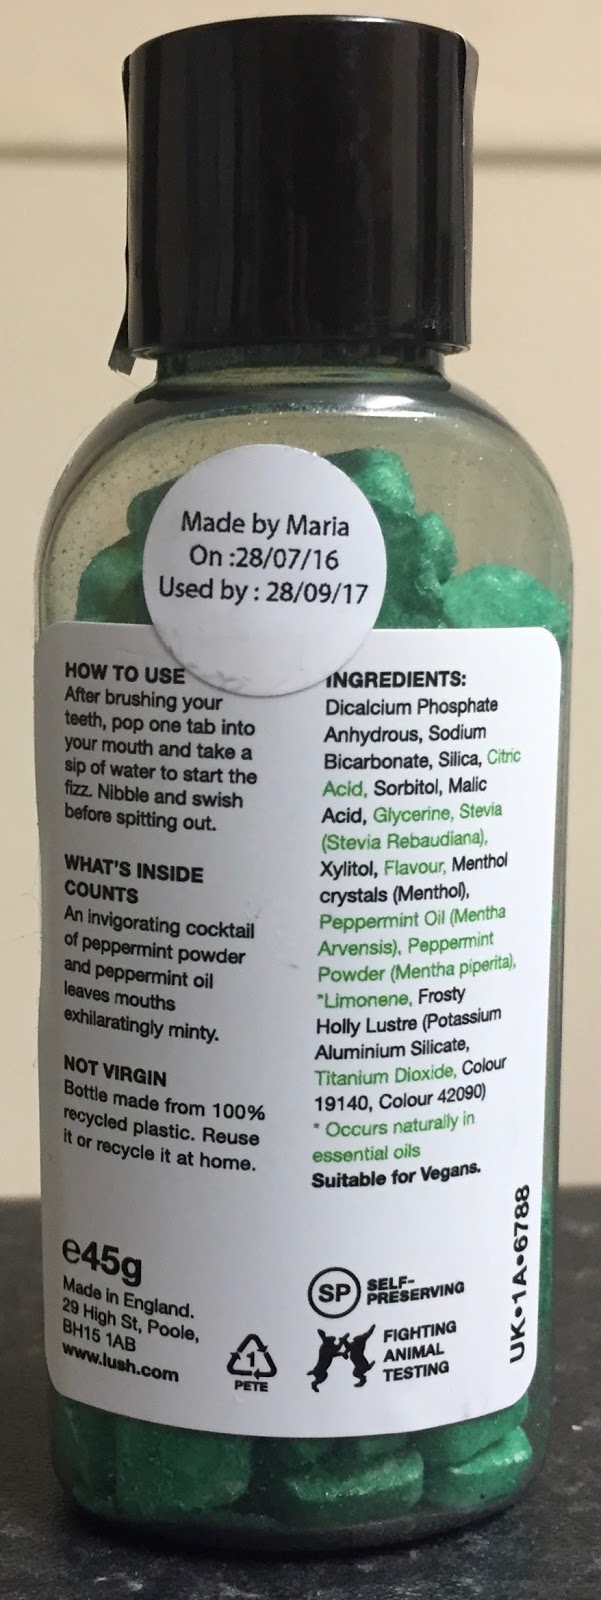 Made by Maria
On :28/07/16
Used by : 28/09/17
HOW TO USE
After brushing your
teeth, pop one tab into
your mouth and take a
sip of water to start the
fizz. Nibble and swish
before spitting out.
WHAT'S INSIDE
COUNTS
An invigorating cocktail
of peppermint powder
and peppermint oil
leaves mouths
exhilaratingly minty.
NOT VIRGIN
Bottle made from 100%
recycled plastic. Reuse
it or recycle it at home.
e45g
Made in England.
29 High St, Poole,
BH15 1AB
www.lush.com
1
PETE
INGREDIENTS:
Dicalcium Phosphate
Anhydrous, Sodium
Bicarbonate, Silica, Citric
Acid, Sorbitol, Malic
Acid, Glycerine, Stevia
(Stevia Rebaudiana),
Xylitol, Flavour, Menthol
crystals (Menthol),
Peppermint Oil (Mentha
Arvensis), Peppermint
Powder (Mentha piperita),
*Limonene, Frosty
Holly Lustre (Potassium
Aluminium Silicate,
Titanium Dioxide, Colour
19140, Colour 42090)
* Occurs naturally in
essential oils
Suitable for Vegans.
SP
SELF-
PRESERVING
FIGHTING
ANIMAL
TESTING
UK•1A•6788